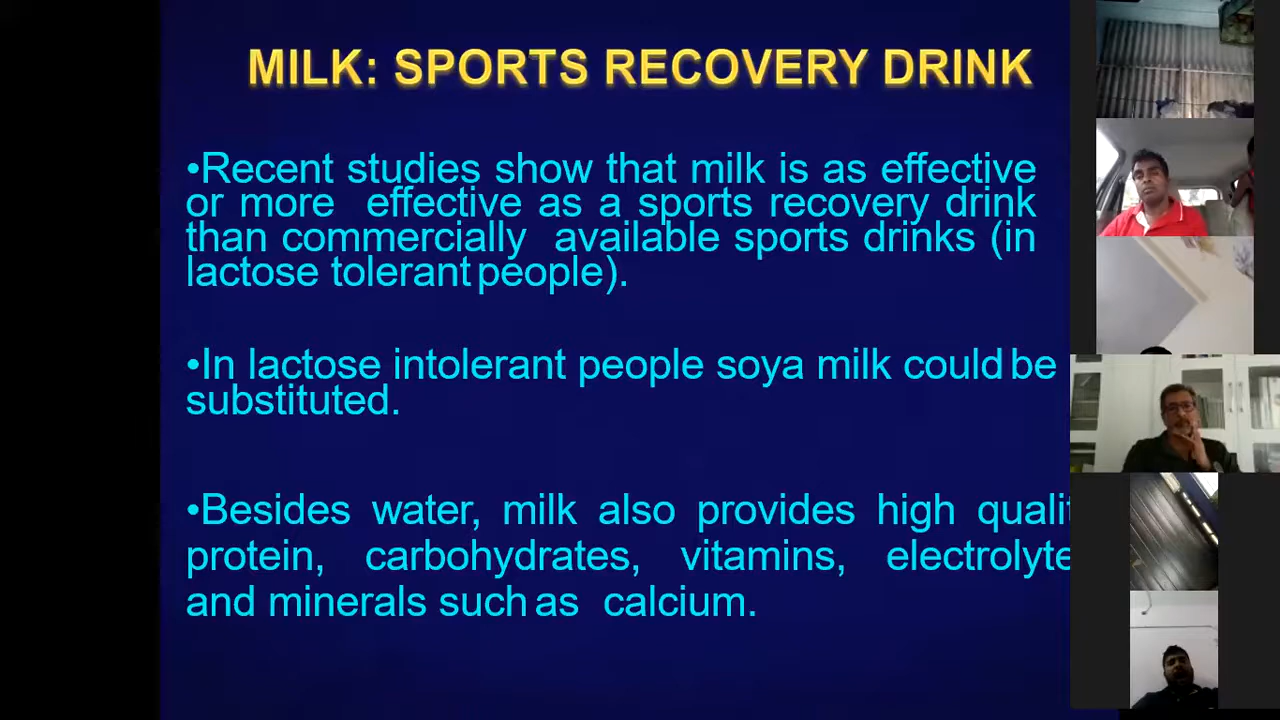 MILK: SPORTS RECOVERY DRINK
•Recent studies show that milk is as effective
or more effective as a sports recovery drink
than commercially available sports drinks (in
lactose tolerant people).
•In lactose intolerant people soya milk could be
substituted.
•Besides water, milk also provides high qualit
protein, carbohydrates, vitamins, electrolyte
and minerals such as calcium.